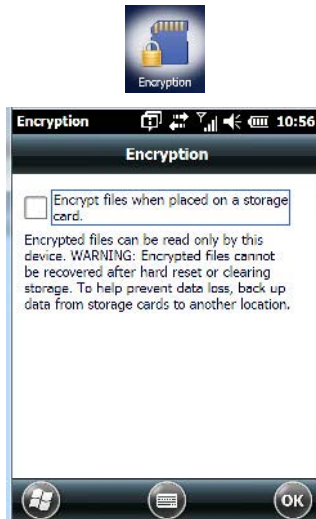 Encryption
Encryption 10:56
Encryption
Encrypt files when placed on a storage
card.
Encrypted files can be read only by this
device. WARNING: Encrypted files cannot
be recovered after hard reset or clearing
storage. To help prevent data loss, back up
data from storage cards to another location.
OK